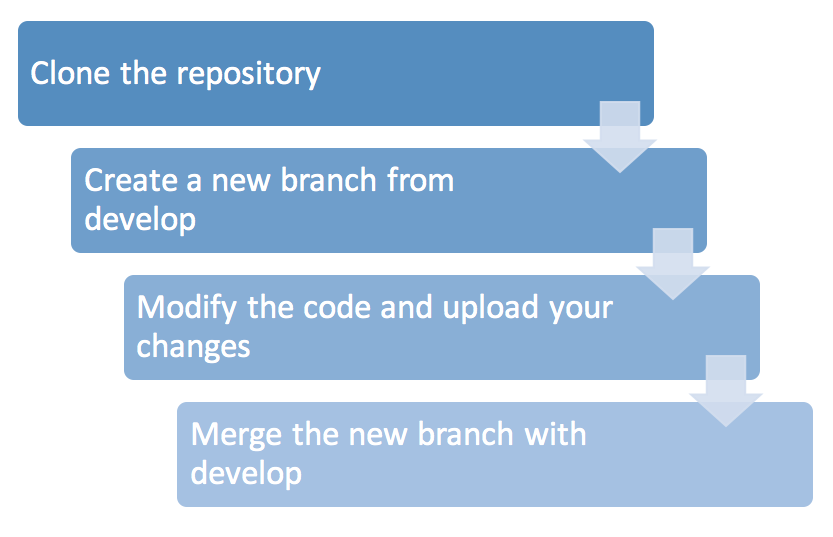 Clone the repository
Create a new branch from
develop
Modify the code and upload your
changes
Merge the new branch with
develop